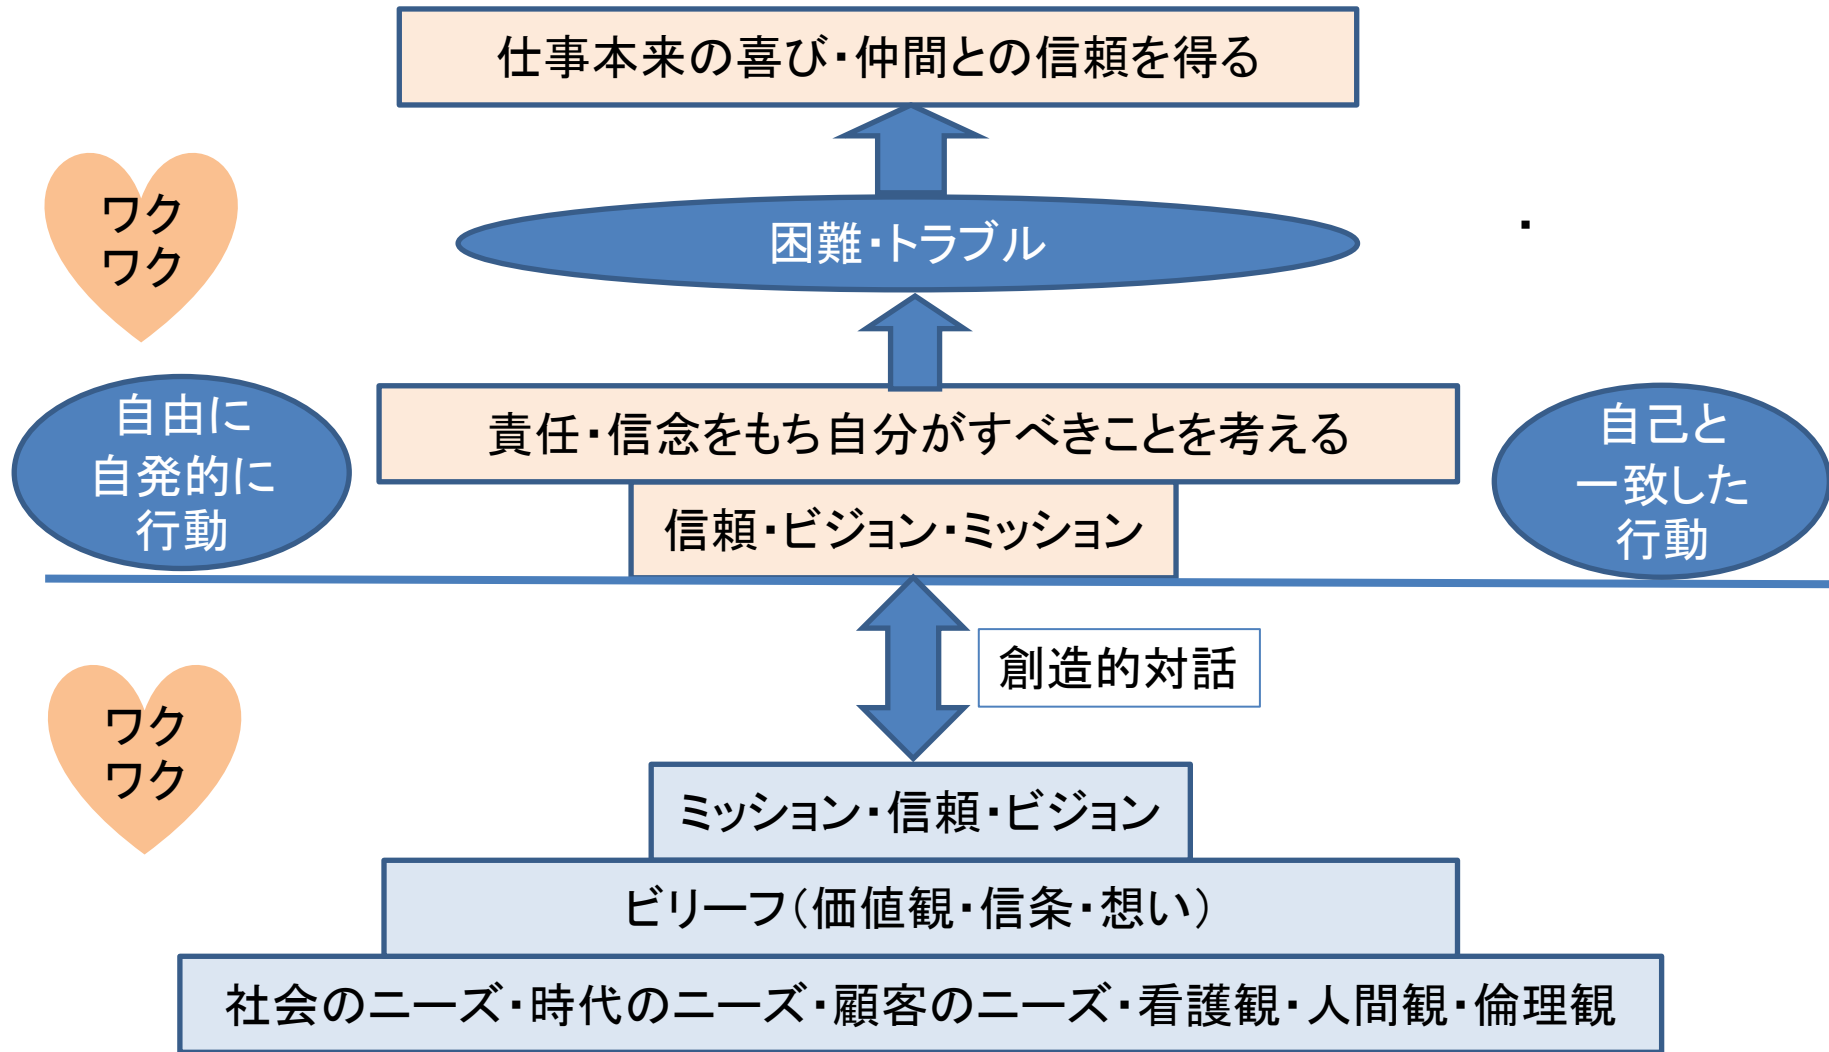 仕事本来の喜び・仲間との信頼を得る
ワク
ワク
困難・トラブル
・
自由に
自発的に
行動
責任・信念をもち自分がすべきことを考える
自己と
一致した
行動
信頼・ビジョン・ミッション
創造的対話
ワク
ワク
ミッション・信頼・ビジョン
ビリーフ（価値観・信条・想い）
社会のニーズ・時代のニーズ・顧客のニーズ・看護観・人間観・倫理観